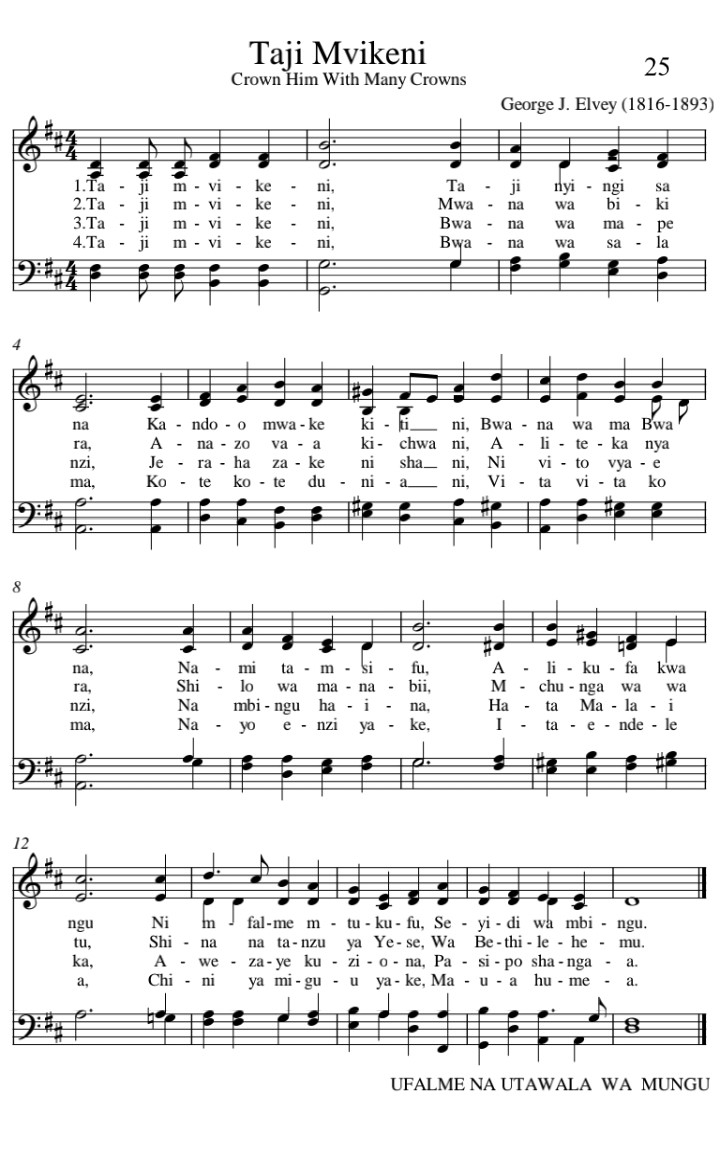 Taji Mvikeni
Crown Him With Many Crowns
25
George J. Elvey (1816-1893)
1.Ta - ji m - vi - ke - ni, Ta - ji nyi - ngi sa
2.Ta - ji m - vi - ke - ni, Mwa - na wa bi - ki
3.Ta - ji m - vi - ke - ni, Bwa - na wa ma - pe
4.Ta - ji m - vi - ke - ni, Bwa - na wa sa - la
4
na Ka - ndo - o mwa - ke ki - ti__ ni, Bwa - na wa ma Bwa
ra, A - na - zo va - a ki - chwa ni, A - li - te - ka nya
nzi, Je - ra - ha za - ke ni sha__ ni, Ni vi - to vya - e
ma, Ko - te ko - te du - ni - a__ ni, Vi - ta vi - ta ko
8
na, Na - mi ta - m - si - fu, A - li - ku - fa kwa
ra, Shi - lo wa ma - na - bii, M - chu - nga wa wa
nzi, Na mbi - ngu ha - i - na, Ha - ta Ma - la - i
ma, Na - yo e - nzi ya - ke, I - ta - e - nde - le
12
ngu Ni m - fal - me m - tu - ku - fu, Se - yi - di wa mbi - ngu.
tu, Shi - na na ta - nzu ya Ye - se, Wa Be - thi - le - he - mu.
ka, A - we - za - ye ku - zi - o - na, Pa - si - po sha - nga - a.
a, Chi - ni ya mi - gu - u ya - ke, Ma - u - a hu - me - a.
UFALME NA UTAWALA WA MUNGU